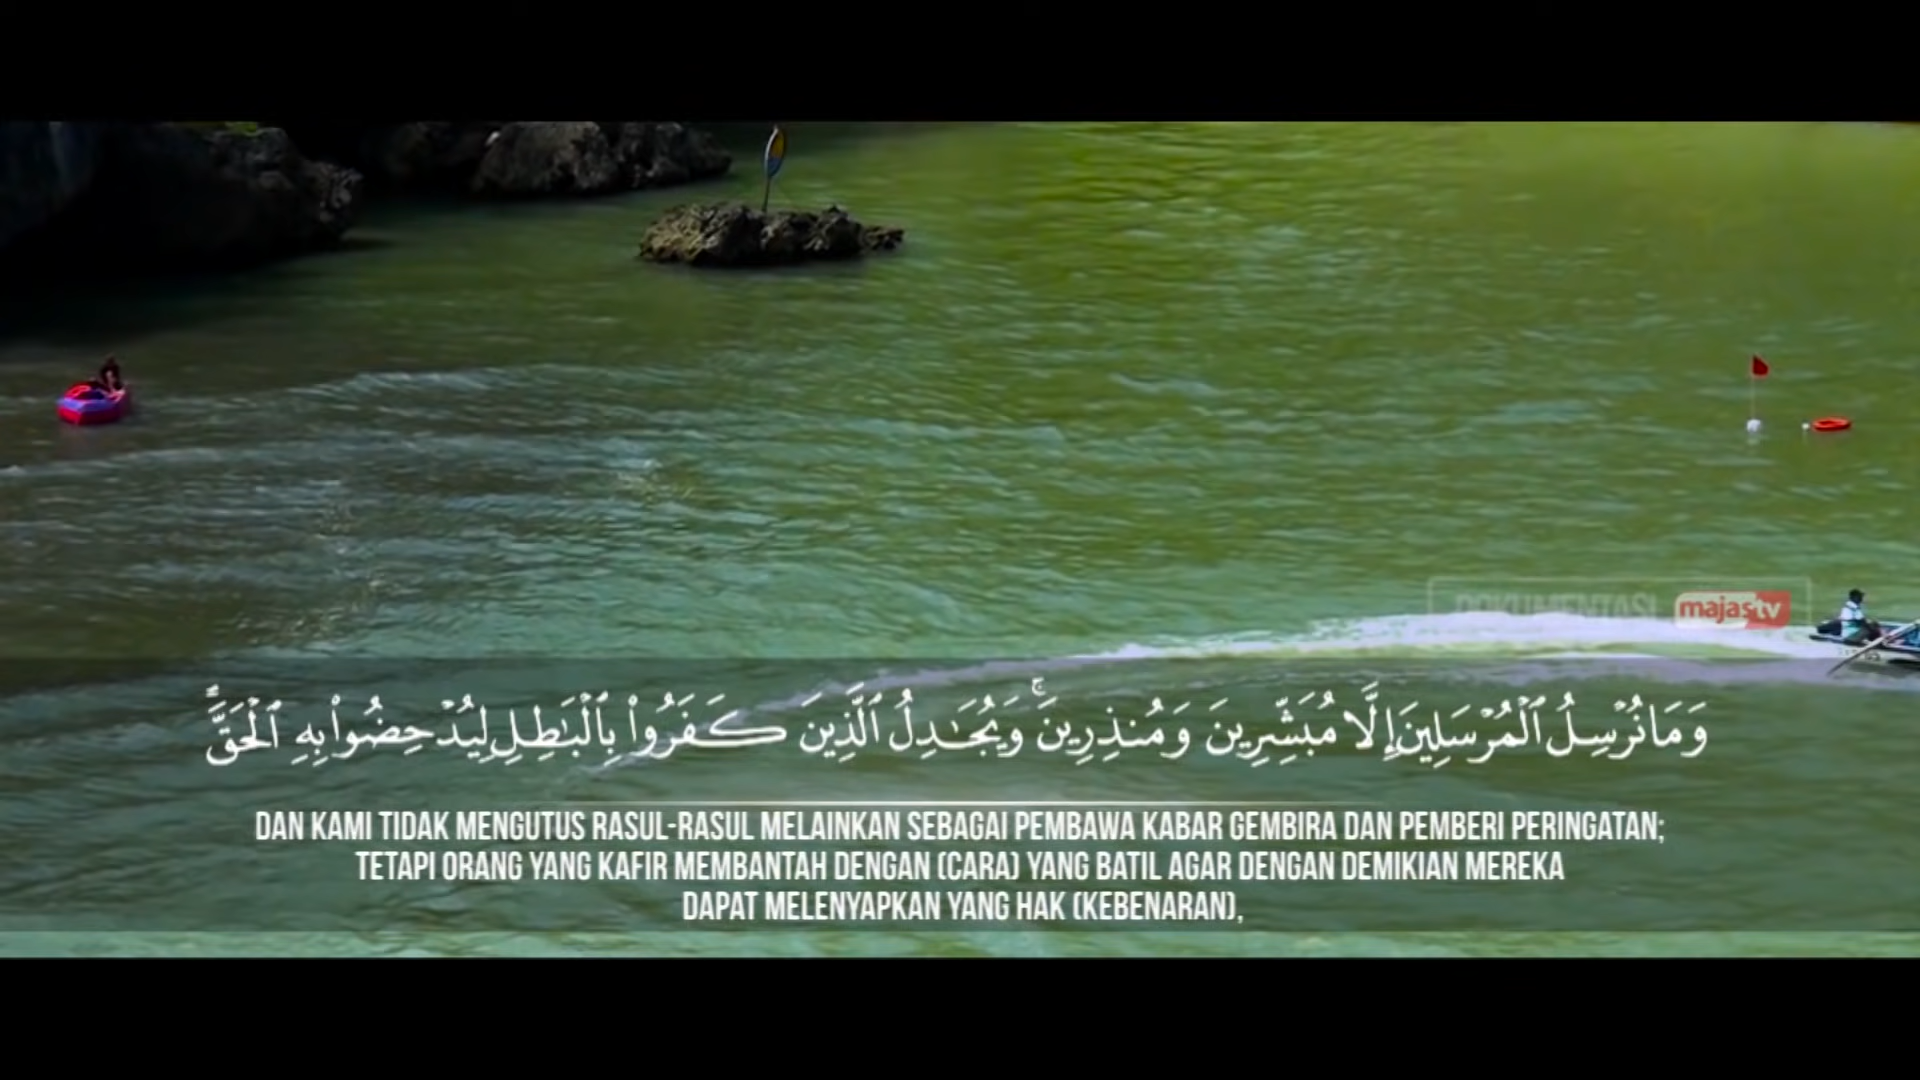 DOKUMENTASI majas tv
وَمَا نُرْسِلُ ٱلْمُرْسَلِينَ إِلَّا مُبَشِّرِينَ وَمُنذِرِينَ ۚ وَيُجَـٰدِلُ ٱلَّذِينَ كَفَرُوا۟ بِٱلْبَـٰطِلِ لِيُدْحِضُوا۟ بِهِ ٱلْحَقَّ ۖ
DAN KAMI TIDAK MENGUTUS RASUL-RASUL MELAINKAN SEBAGAI PEMBAWA KABAR GEMBIRA DAN PEMBERI PERINGATAN;
TETAPI ORANG YANG KAFIR MEMBANTAH DENGAN (CARA) YANG BATIL AGAR DENGAN DEMIKIAN MEREKA
DAPAT MELENYAPKAN YANG HAK (KEBENARAN),